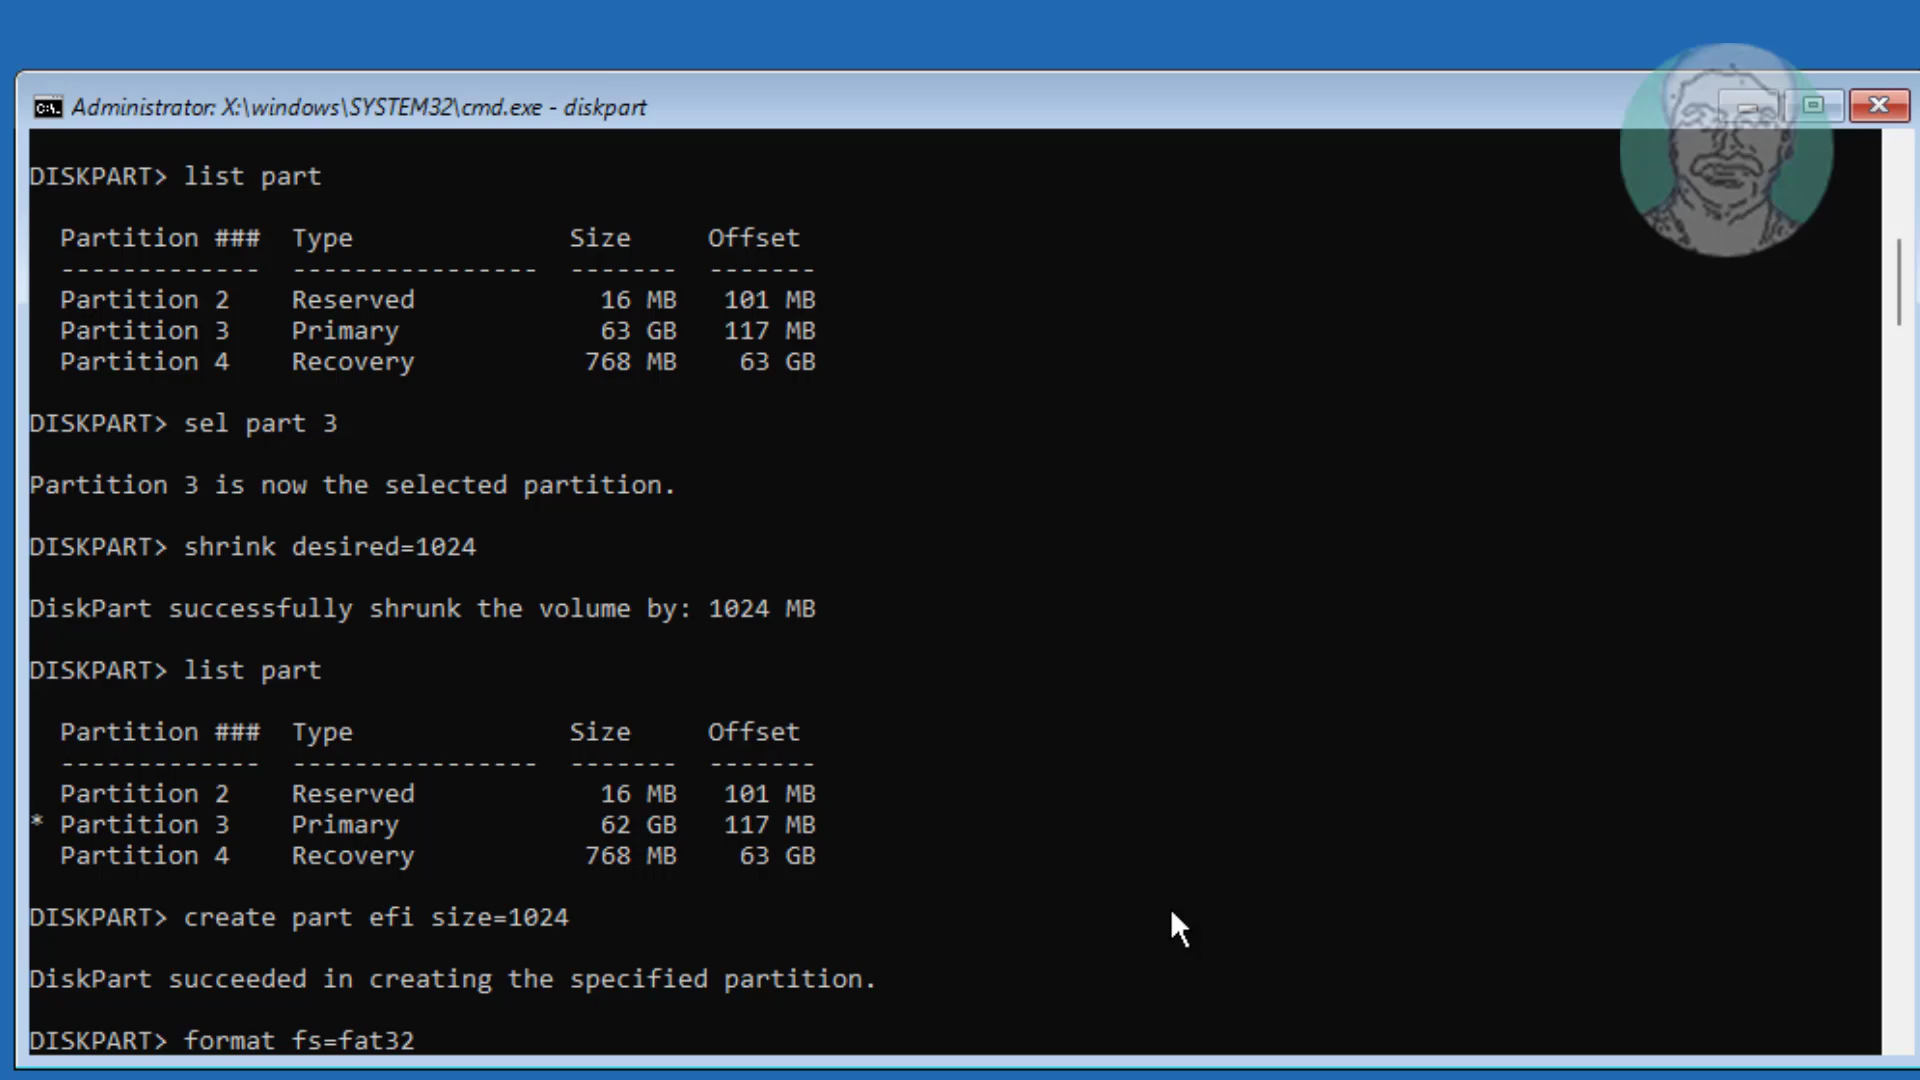 Administrator: X:\windows\SYSTEM32\cmd.exe - diskpart
DISKPART> list part
Partition ###  Type              Size     Offset
-------------  ----------------  -------  -------
Partition 2    Reserved            16 MB   101 MB
Partition 3    Primary             63 GB   117 MB
Partition 4    Recovery           768 MB    63 GB
DISKPART> sel part 3
Partition 3 is now the selected partition.
DISKPART> shrink desired=1024
DiskPart successfully shrunk the volume by: 1024 MB
DISKPART> list part
Partition ###  Type              Size     Offset
-------------  ----------------  -------  -------
Partition 2    Reserved            16 MB   101 MB
* Partition 3    Primary             62 GB   117 MB
Partition 4    Recovery           768 MB    63 GB
DISKPART> create part efi size=1024
DiskPart succeeded in creating the specified partition.
DISKPART> format fs=fat32